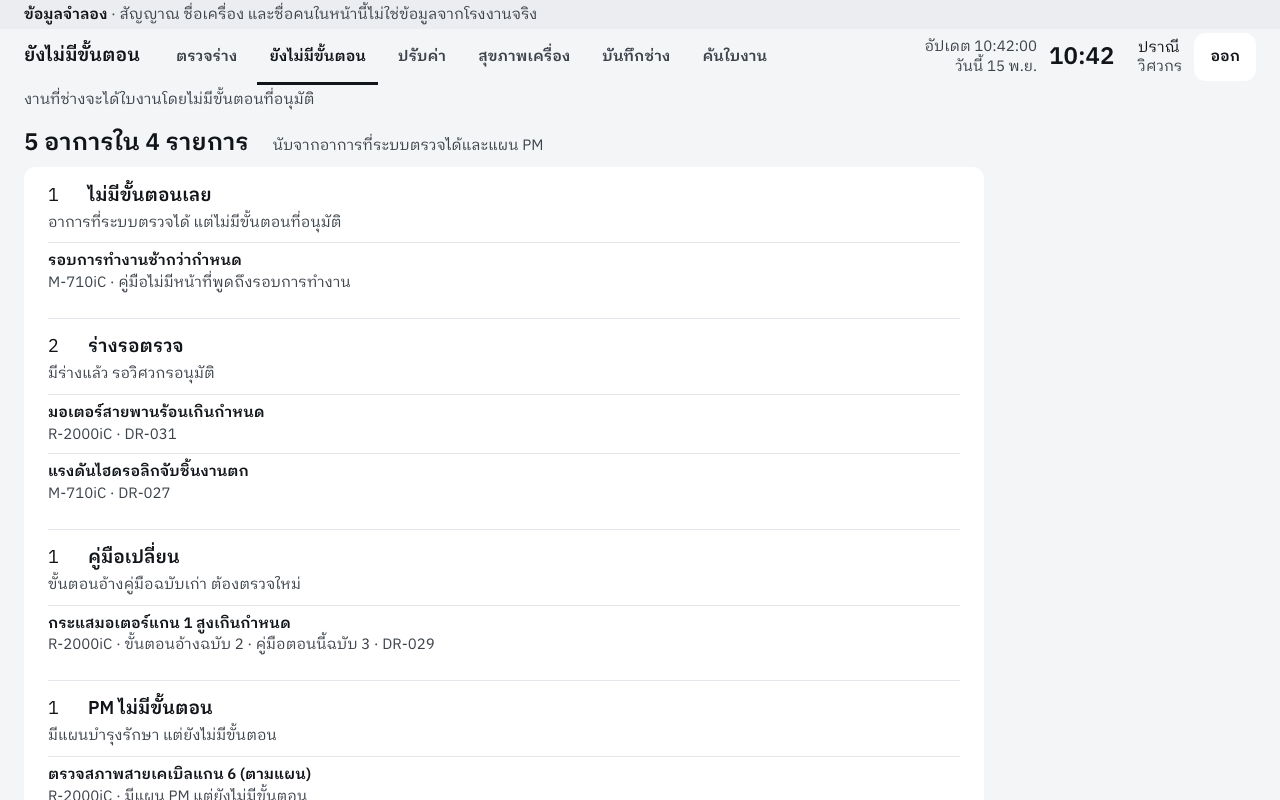 ข้อมูลจำลอง · สัญญาณ ชื่อเครื่อง และชื่อคนในหน้านี้ไม่ใช่ข้อมูลจากโรงงานจริง
ยังไม่มีขั้นตอน ตรวจร่าง ยังไม่มีขั้นตอน ปรับค่า สุขภาพเครื่อง บันทึกช่าง ค้นใบงาน อัปเดต 10:42:00 10:42 ปราณี ออก
วันนี้ 15 พ.ย. วิศวกร
งานที่ช่างจะได้ใบงานโดยไม่มีขั้นตอนที่อนุมัติ
5 อาการใน 4 รายการ นับจากอาการที่ระบบตรวจได้และแผน PM
1 ไม่มีขั้นตอนเลย
อาการที่ระบบตรวจได้ แต่ไม่มีขั้นตอนที่อนุมัติ
รอบการทำงานช้ากว่ากำหนด
M-710iC · คู่มือไม่มีหน้าที่พูดถึงรอบการทำงาน
2 ร่างรอตรวจ
มีร่างแล้ว รอวิศวกรอนุมัติ
มอเตอร์สายพานร้อนเกินกำหนด
R-2000iC · DR-031
แรงดันไฮดรอลิกจับชิ้นงานตก
M-710iC · DR-027
1 คู่มือเปลี่ยน
ขั้นตอนอ้างคู่มือฉบับเก่า ต้องตรวจใหม่
กระแสมอเตอร์แกน 1 สูงเกินกำหนด
R-2000iC · ขั้นตอนอ้างฉบับ 2 · คู่มือตอนนี้ฉบับ 3 · DR-029
1 PM ไม่มีขั้นตอน
มีแผนบำรุงรักษา แต่ยังไม่มีขั้นตอน
ตรวจสภาพสายเคเบิลแกน 6 (ตามแผน)
R-2000iC · มีแผน PM แต่ยังไม่มีขั้นตอน